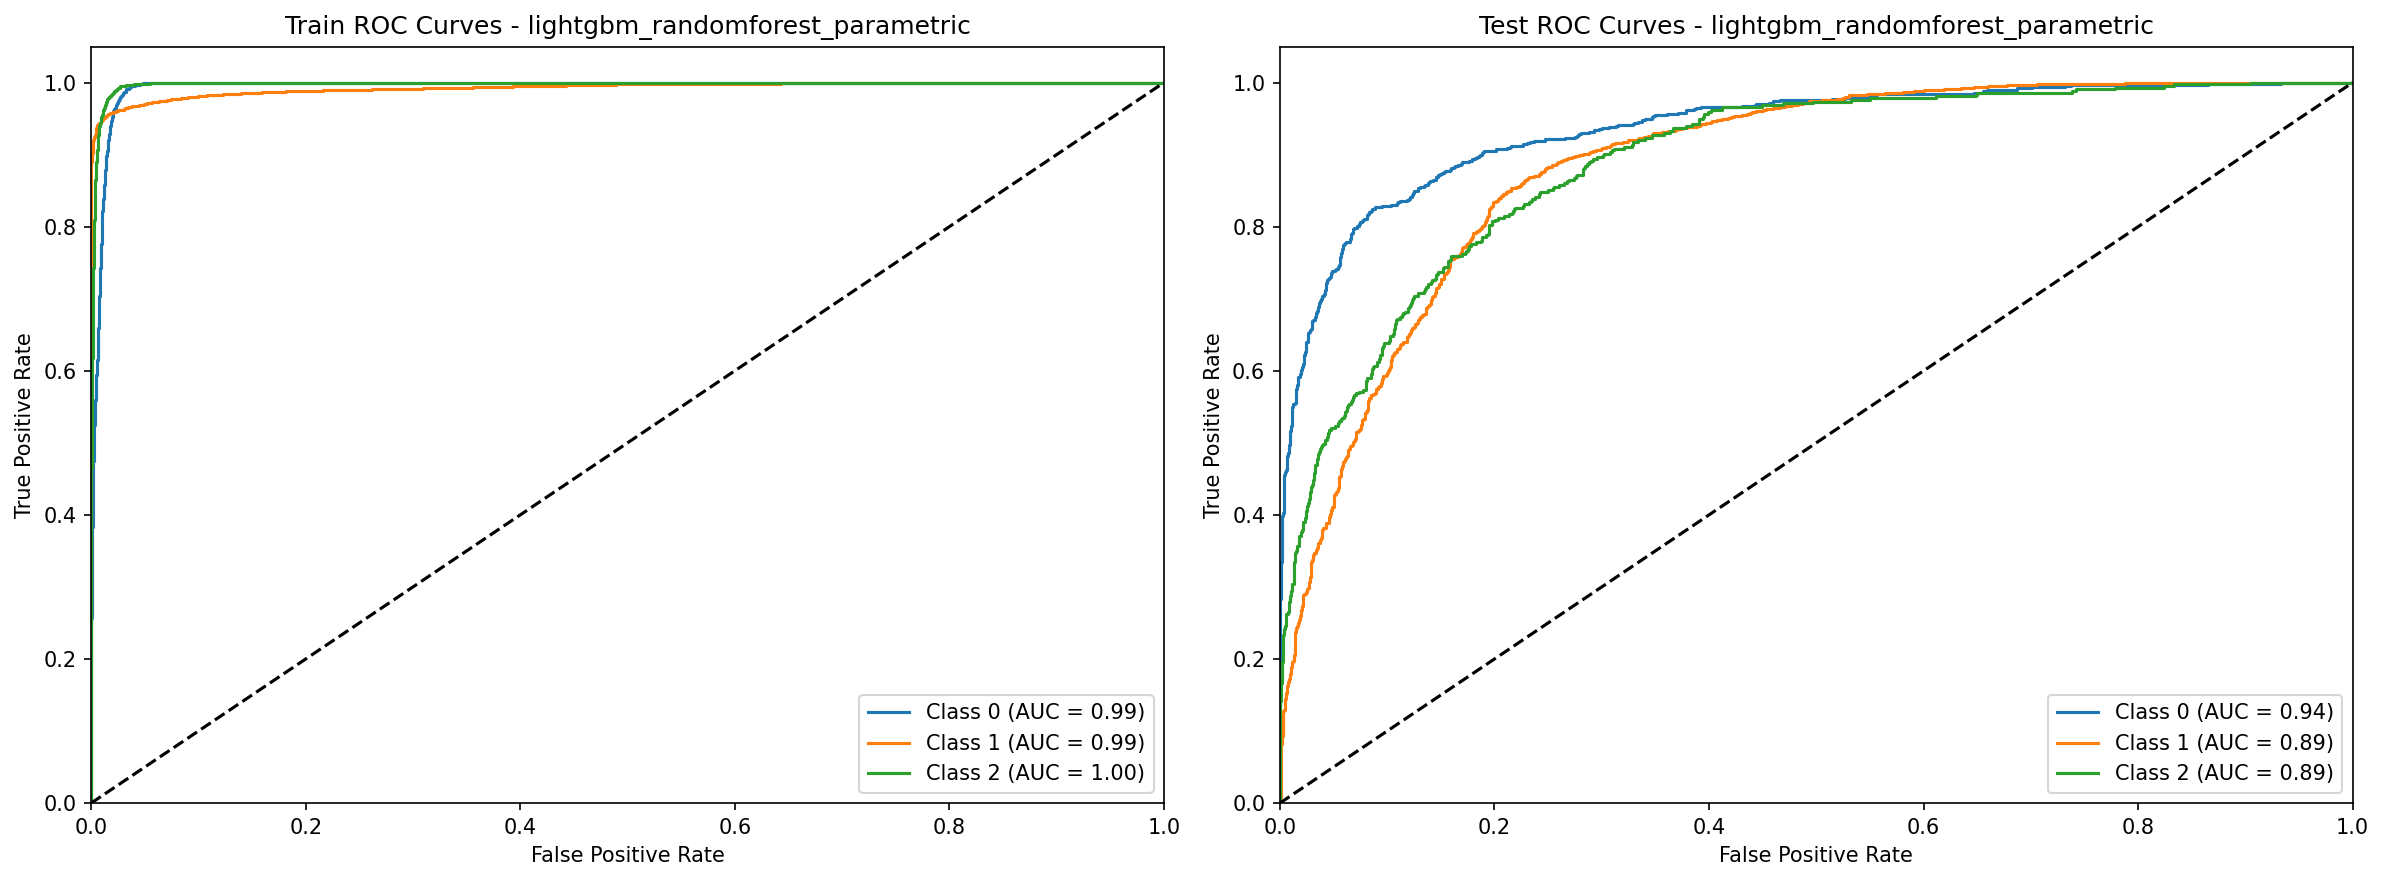 Train ROC Curves - lightgbm_randomforest_parametric
True Positive Rate
1.0
0.8
0.6
0.4
0.2
0.0
0.0 0.2 0.4 0.6 0.8 1.0
False Positive Rate
Class 0 (AUC = 0.99)
Class 1 (AUC = 0.99)
Class 2 (AUC = 1.00)
Test ROC Curves - lightgbm_randomforest_parametric
True Positive Rate
1.0
0.8
0.6
0.4
0.2
0.0
0.0 0.2 0.4 0.6 0.8 1.0
False Positive Rate
Class 0 (AUC = 0.94)
Class 1 (AUC = 0.89)
Class 2 (AUC = 0.89)